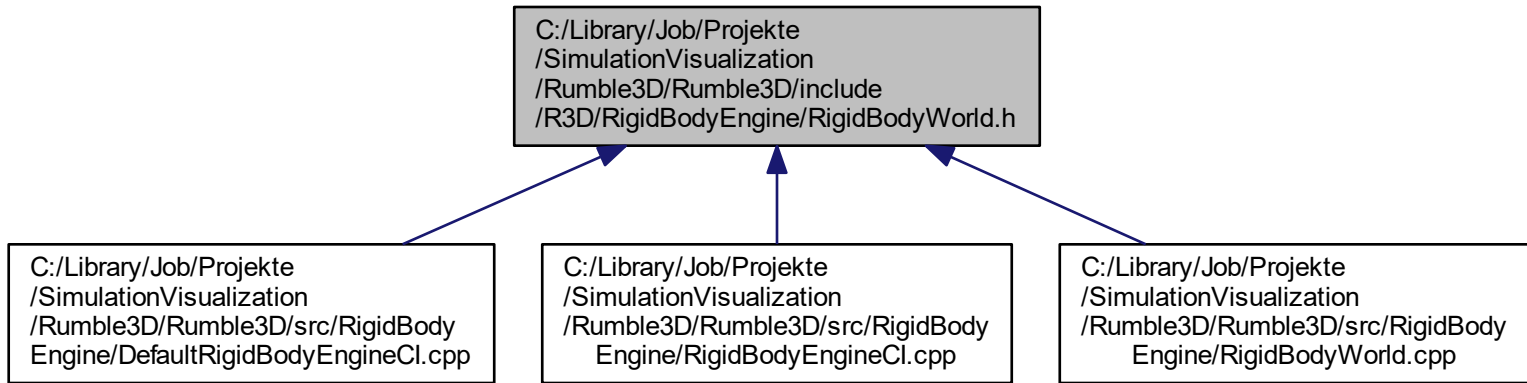 C:/Library/Job/Projekte
/SimulationVisualization
/Rumble3D/Rumble3D/include
/R3D/RigidBodyEngine/RigidBodyWorld.h
C:/Library/Job/Projekte
/SimulationVisualization
/Rumble3D/Rumble3D/src/RigidBody
Engine/DefaultRigidBodyEngineCI.cpp
C:/Library/Job/Projekte
/SimulationVisualization
/Rumble3D/Rumble3D/src/RigidBody
Engine/RigidBodyEngineCI.cpp
C:/Library/Job/Projekte
/SimulationVisualization
/Rumble3D/Rumble3D/src/RigidBody
Engine/RigidBodyWorld.cpp